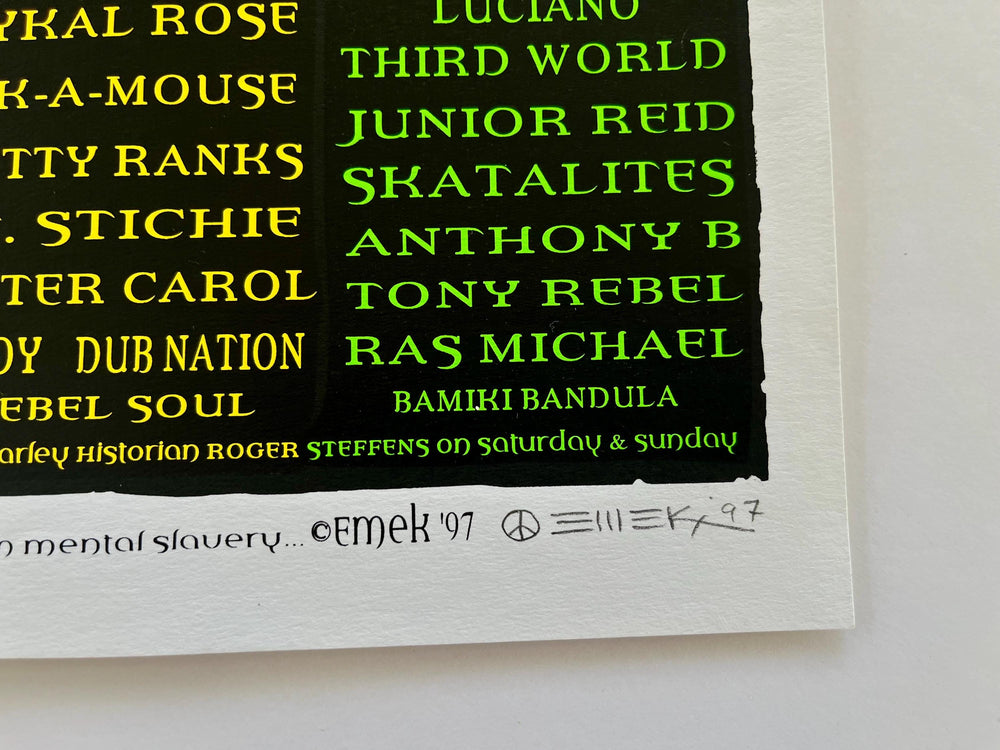 YKAL ROSE
K-A-MOUSE
TTY RANKS
. STICHIE
TER CAROL
DY DUB NATION
EBEL SOUL
LUCIANO
THIRD WORLD
JUNIOR REID
SKATALITES
ANTHONY B
TONY REBEL
RAS MICHAEL
BAMIKI BANDULA
arley Historian ROGER STEFFENS on saturday & sunday
mental slavery... ©Emek '97 EMEK '97